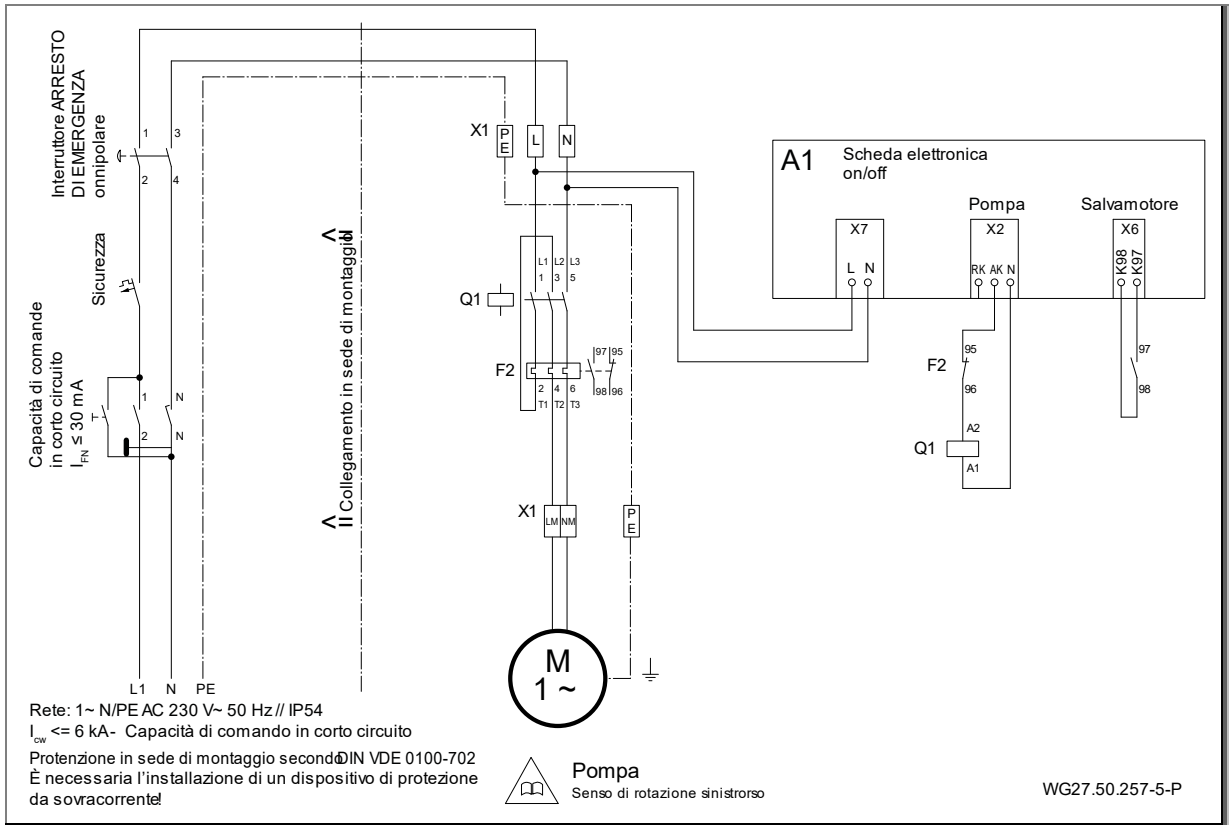 Interruttore ARRESTO
DI EMERGENZA
onnipolare
1
3
2
4
Sicurezza
Capacità di comande
in corto circuito
IFN ≤ 30 mA
1
N
2
N
L1
N
PE
<II Collegamento in sede di montaggio <II
X1
PE
L
N
L1
L2
L3
1
3
5
Q1
F2
97
95
98
96
2
4
6
T1
T2
T3
X1
LM
NM
PE
M
1 ~
A1
Scheda elettronica
on/off
Pompa
Salvamotore
X7
X2
X6
L
N
RK
AK
N
K98
K97
F2
95
96
97
98
A2
Q1
A1
Rete: 1~ N/PE AC 230 V~ 50 Hz // IP54
Icw <= 6 kA- Capacità di comando in corto circuito
Protenzione in sede di montaggio secondo DIN VDE 0100-702
È necessaria l'installazione di un dispositivo di protezione
da sovracorrente!
Pompa
Senso di rotazione sinistrorso
WG27.50.257-5-P